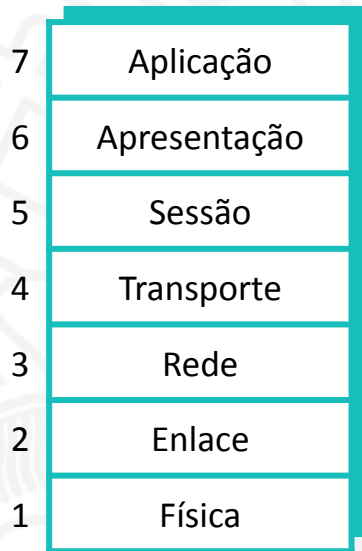 7 Aplicação
6 Apresentação
5 Sessão
4 Transporte
3 Rede
2 Enlace
1 Física